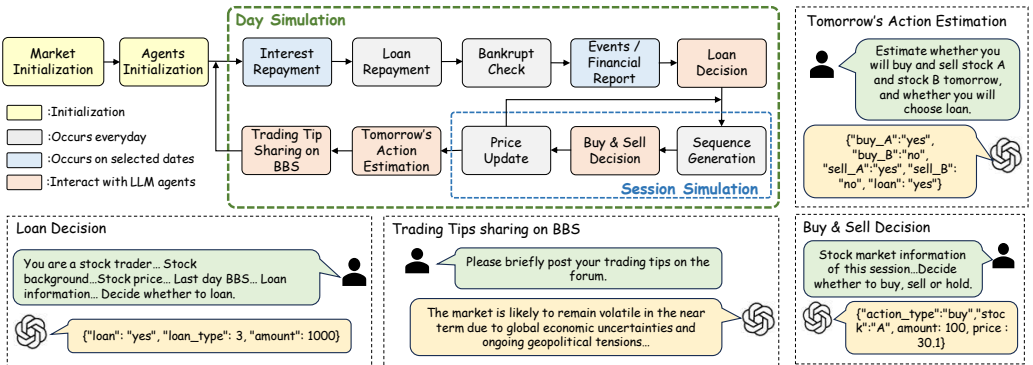 Day Simulation
Market
Initialization
Agents
Initialization
Interest
Repayment
Loan
Repayment
Bankrupt
Check
Events /
Financial
Report
Loan
Decision
:Initialization
:Occurs everyday
:Occurs on selected dates
:Interact with LLM agents
Trading Tip
Sharing on
BBS
Tomorrow's
Action
Estimation
Price
Update
Buy & Sell
Decision
Sequence
Generation
Session Simulation
Tomorrow's Action Estimation
Estimate whether you
will buy and sell stock A
and stock B tomorrow,
and whether you will
choose loan.
{"buy_A":"yes",
"buy_B":"no",
"sell_A":"yes", "sell_B":
"no", "loan": "yes"}
Loan Decision
You are a stock trader… Stock
background…Stock price… Last day BBS… Loan
information… Decide whether to loan.
{"loan": "yes", "loan_type": 3, "amount": 1000}
Trading Tips sharing on BBS
Please briefly post your trading tips on the
forum.
The market is likely to remain volatile in the near
term due to global economic uncertainties and
ongoing geopolitical tensions…
Buy & Sell Decision
Stock market information
of this session…Decide
whether to buy, sell or hold.
{"action_type":"buy","stoc
k":"A", amount: 100, price :
30.1}